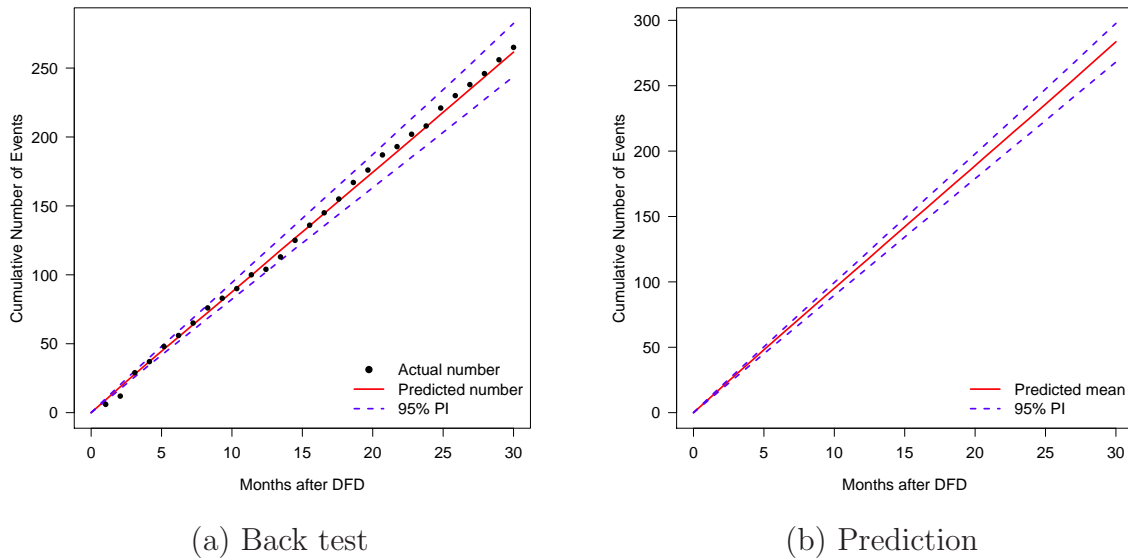 250
200
150
100
50
0
Cumulative Number of Events
Actual number
Predicted number
95% PI
0 5 10 15 20 25 30
Months after DFD
(a) Back test
300
250
200
150
100
50
0
Cumulative Number of Events
Predicted mean
95% PI
0 5 10 15 20 25 30
Months after DFD
(b) Prediction